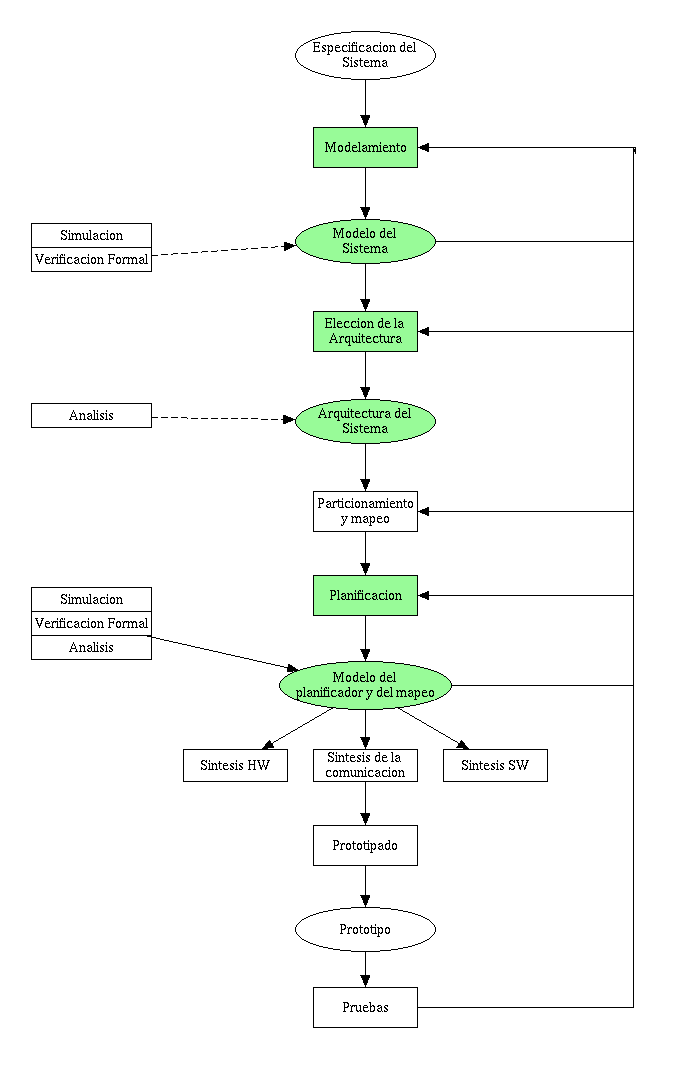 Especificacion del
Sistema
Modelamiento
Modelo del
Sistema
Simulacion
Verificacion Formal
Eleccion de la
Arquitectura
Arquitectura del
Sistema
Analisis
Particionamiento
y mapeo
Planificacion
Simulacion
Verificacion Formal
Analisis
Modelo del
planificador y del mapeo
Sintesis HW
Sintesis de la
comunicacion
Sintesis SW
Prototipado
Prototipo
Pruebas